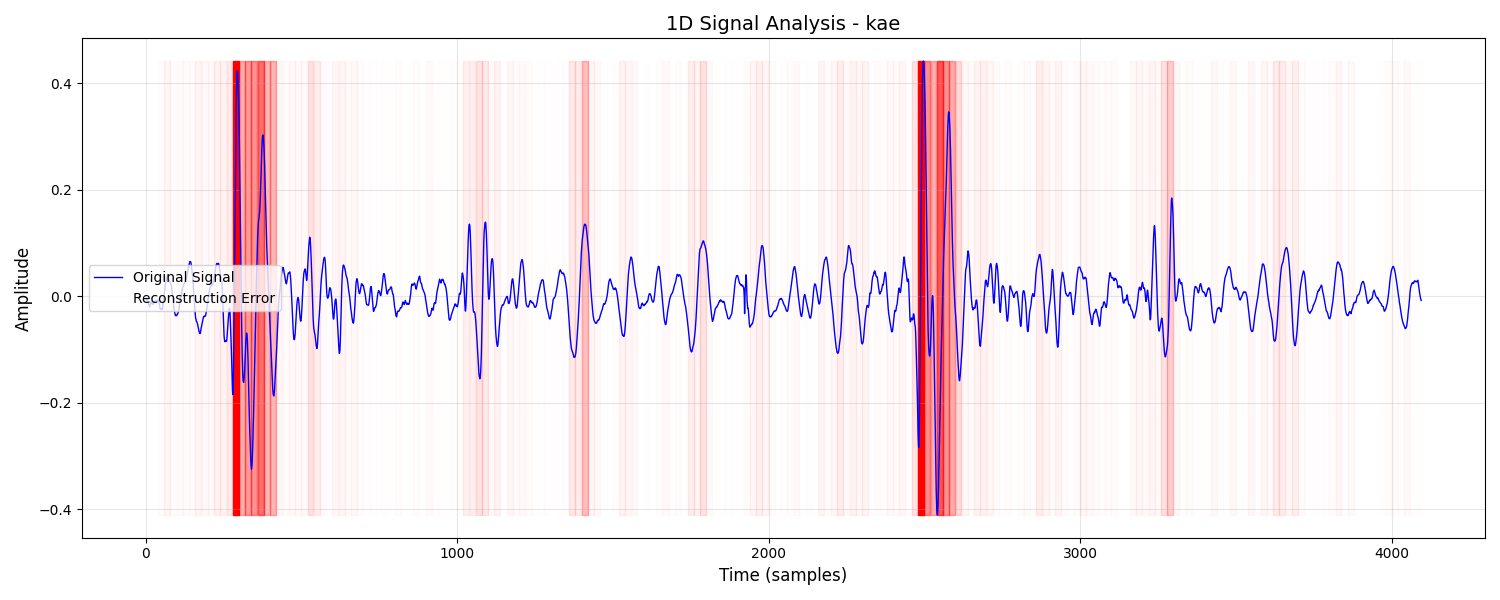 1D Signal Analysis - kae
Amplitude
0.4
0.2
0.0
−0.2
−0.4
Original Signal
Reconstruction Error
0 1000 2000 3000 4000
Time (samples)